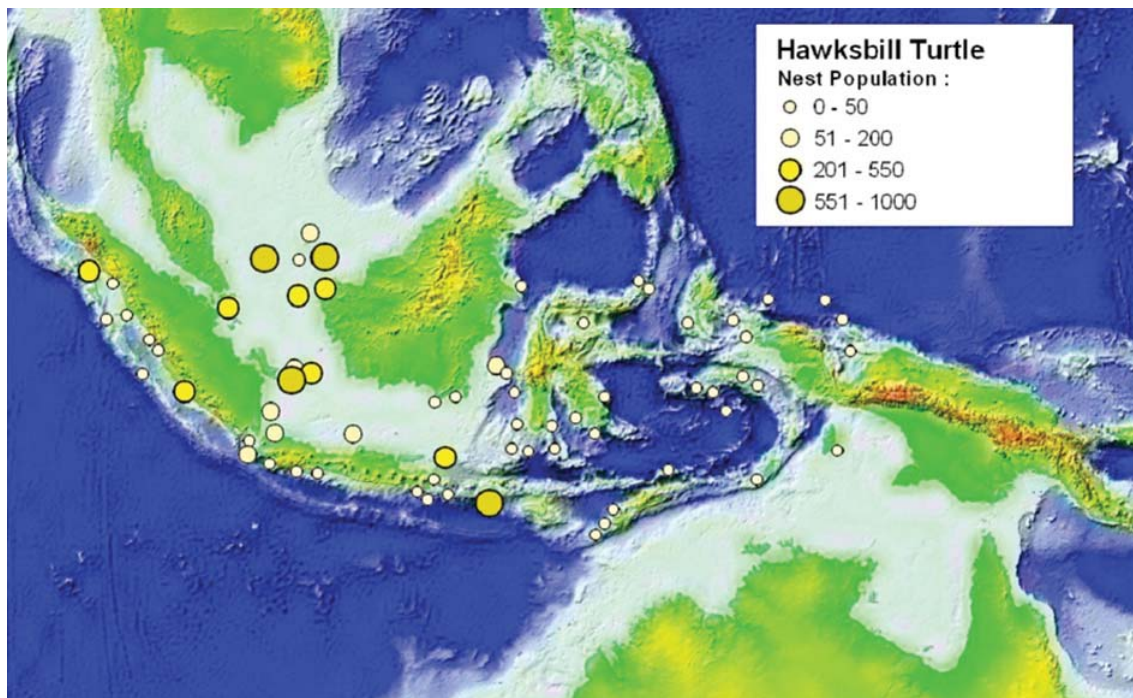 Hawksbill Turtle
Nest Population :
0 - 50
51 - 200
201 - 550
551 - 1000